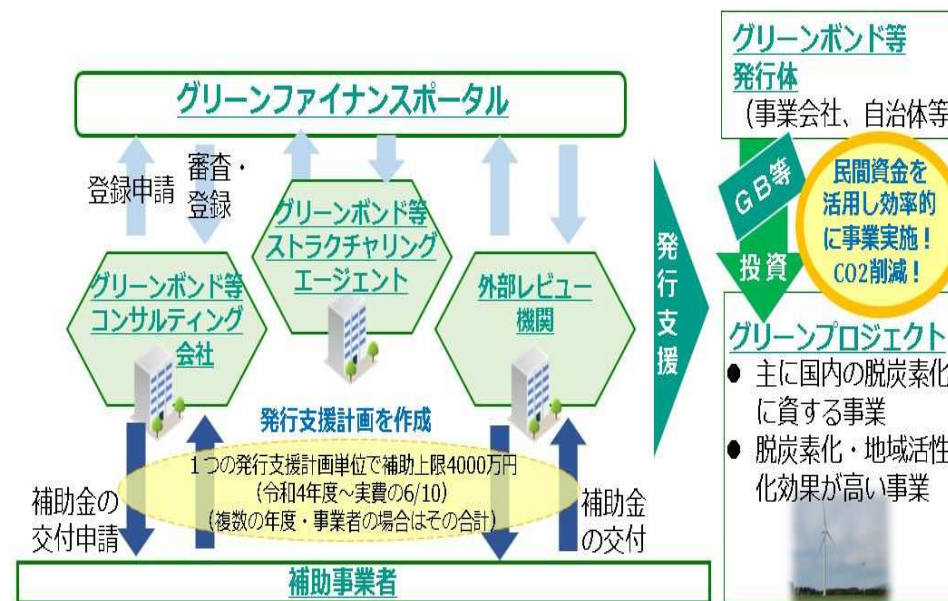 グリーンファイナンスポータル
登録申請
審査・
登録
グリーンボンド等
ストラクチャリング
エージェント
グリーンボンド等
コンサルティング
会社
外部レビュー
機関
発行支援計画を作成
１つの発行支援計画単位で補助上限4000万円
(令和4年度～実費の6/10)
(複数の年度・事業者の場合はその合計)
補助金の
交付申請
補助金
の交付
補助事業者
発行支援
グリーンボンド等
発行体
（事業会社、自治体等
ＧＢ等
投資
民間資金を
活用し効率的
に事業実施！
CO2削減！
グリーンプロジェクト
● 主に国内の脱炭素化
に資する事業
● 脱炭素化・地域活性
化効果が高い事業